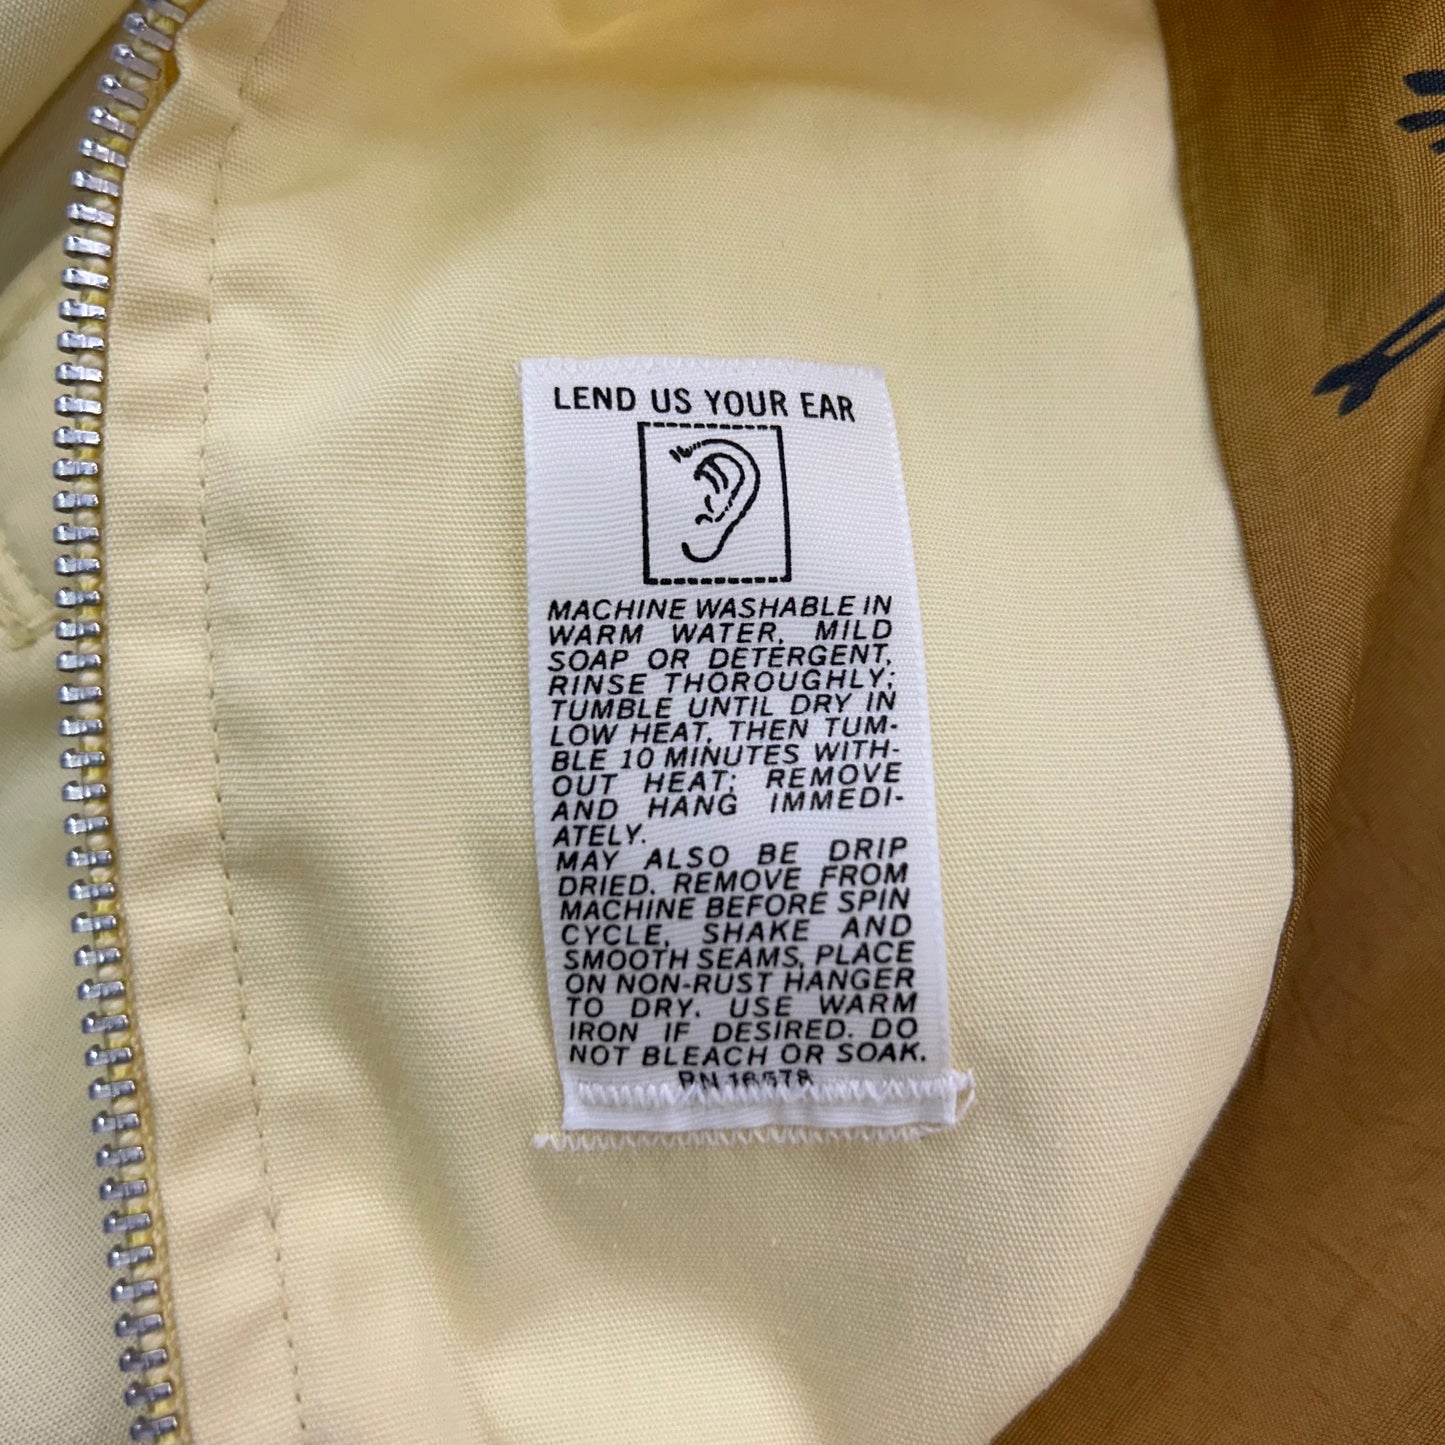 LEND US YOUR EAR
MACHINE WASHABLE IN
WARM WATER, MILD
SOAP OR DETERGENT,
RINSE THOROUGHLY;
TUMBLE UNTIL DRY IN
LOW HEAT, THEN TUM-
BLE 10 MINUTES WITH-
OUT HEAT; REMOVE
AND HANG IMMEDI-
ATELY.
MAY ALSO BE DRIP
DRIED. REMOVE FROM
MACHINE BEFORE SPIN
CYCLE, SHAKE AND
SMOOTH SEAMS, PLACE
ON NON-RUST HANGER
TO DRY. USE WARM
IRON IF DESIRED. DO
NOT BLEACH OR SOAK.
RN 16578